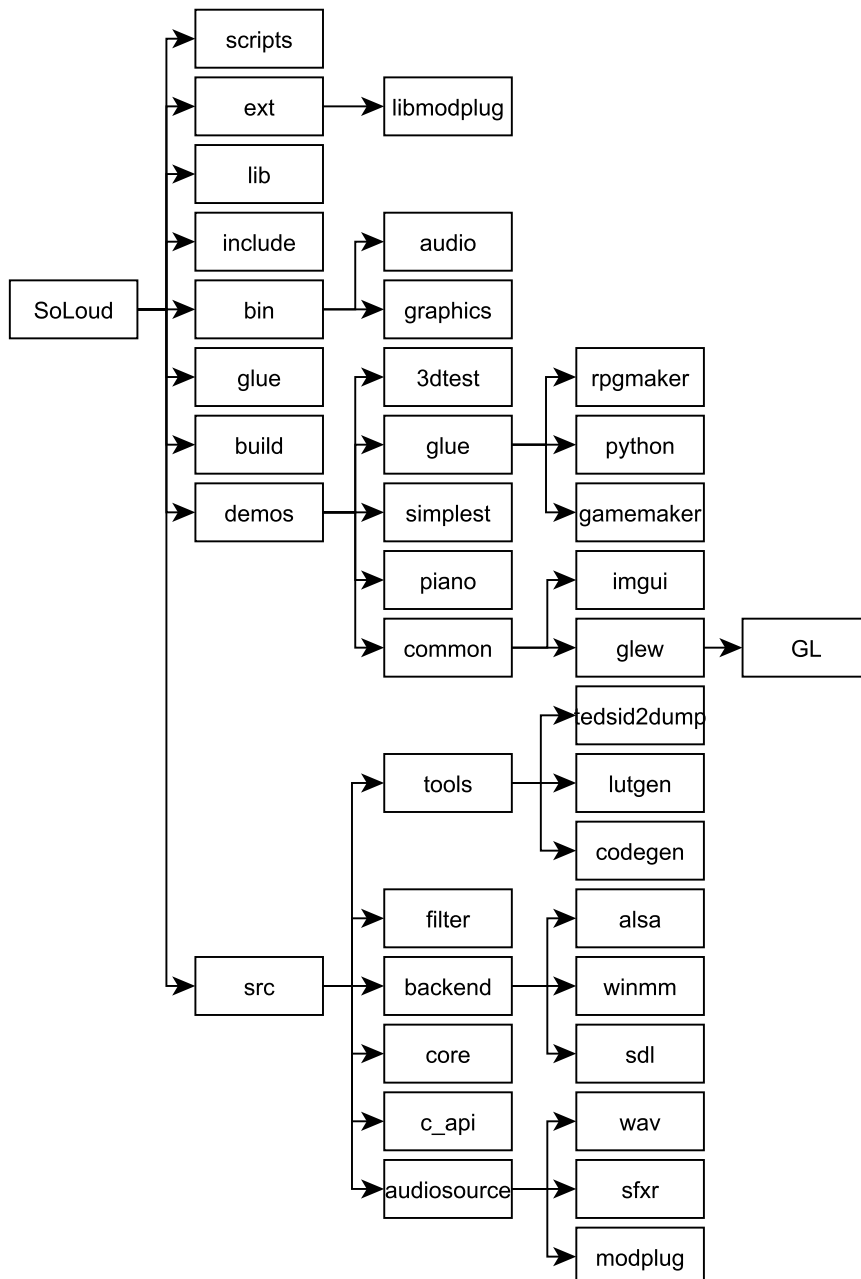 scripts
ext
libmodplug
lib
include
audio
SoLoud
bin
graphics
glue
3dtest
rpgmaker
build
glue
python
demos
simplest
gamemaker
piano
imgui
common
glew
GL
tedsid2dump
tools
lutgen
codegen
filter
alsa
src
backend
winmm
core
sdl
c_api
wav
audiosource
sfxr
modplug